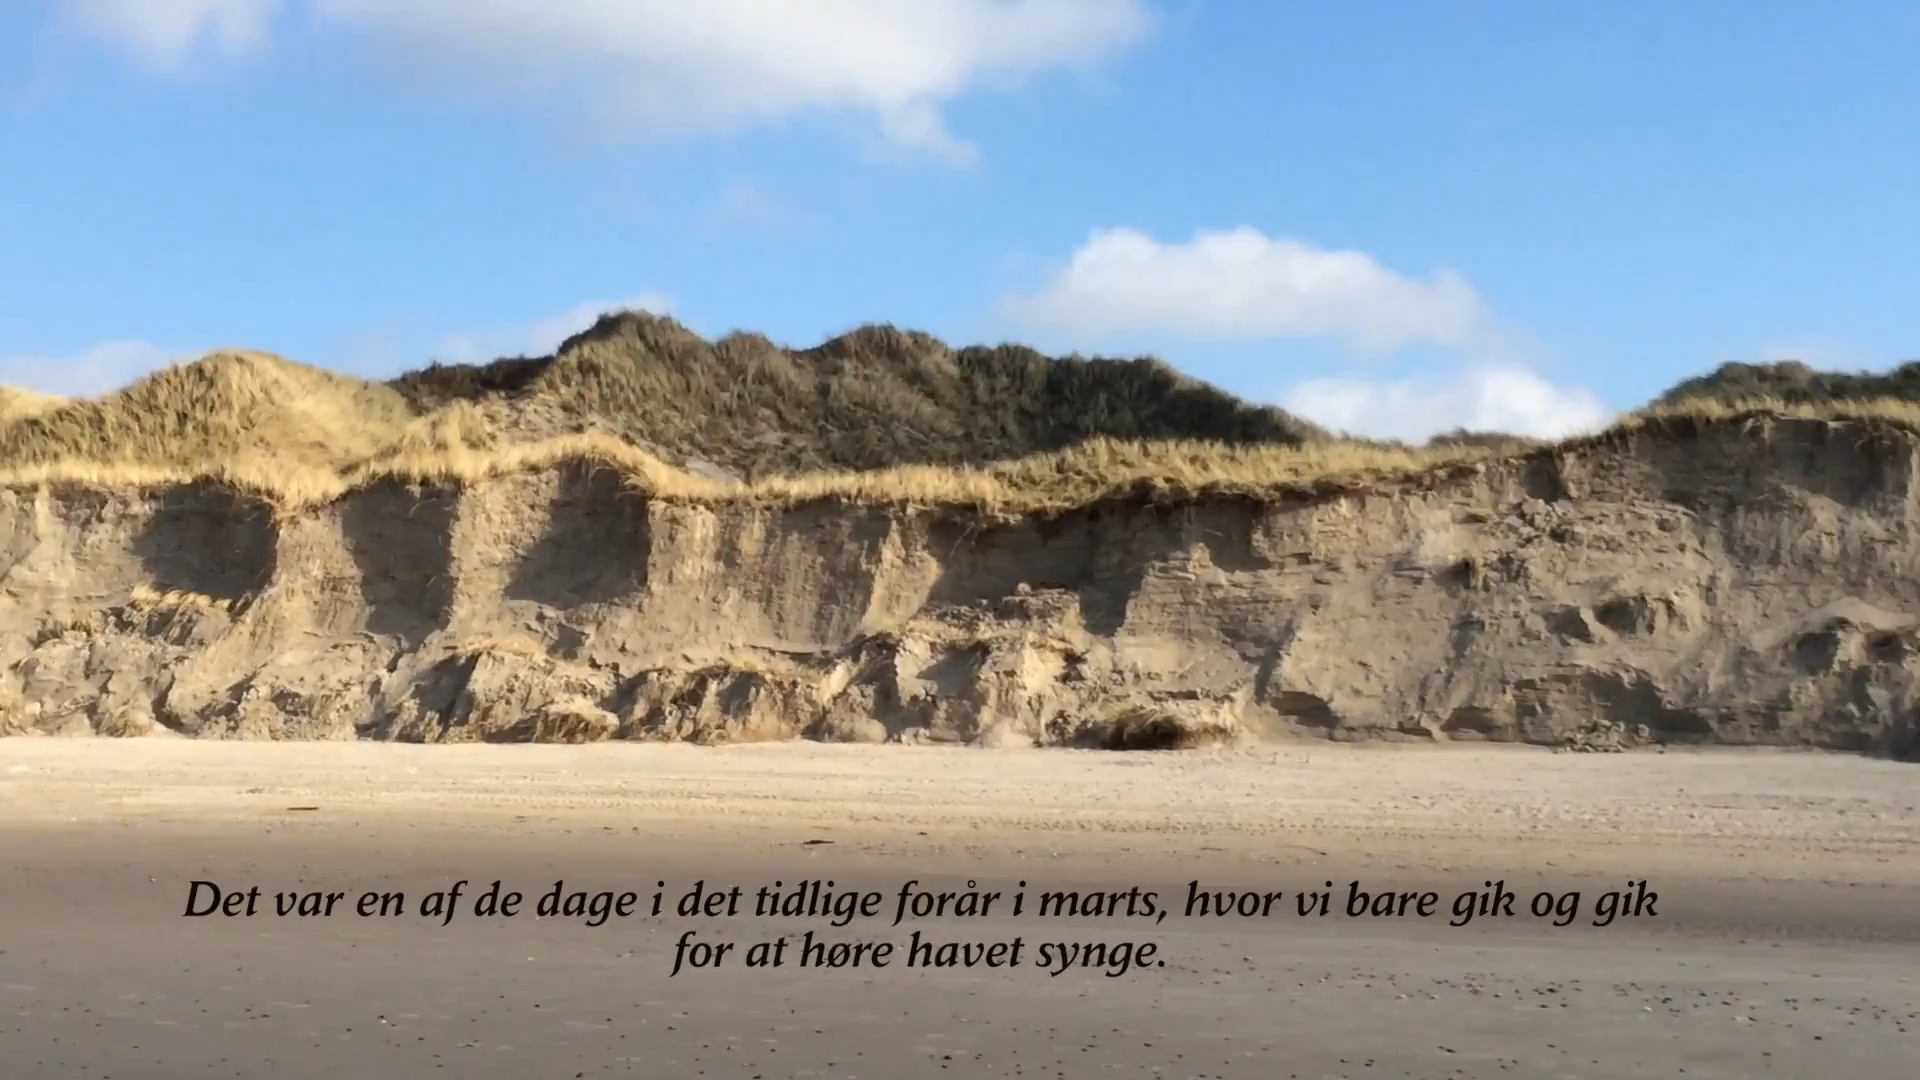 Det var en af de dage i det tidlige forår i marts, hvor vi bare gik og gik
for at høre havet synge.